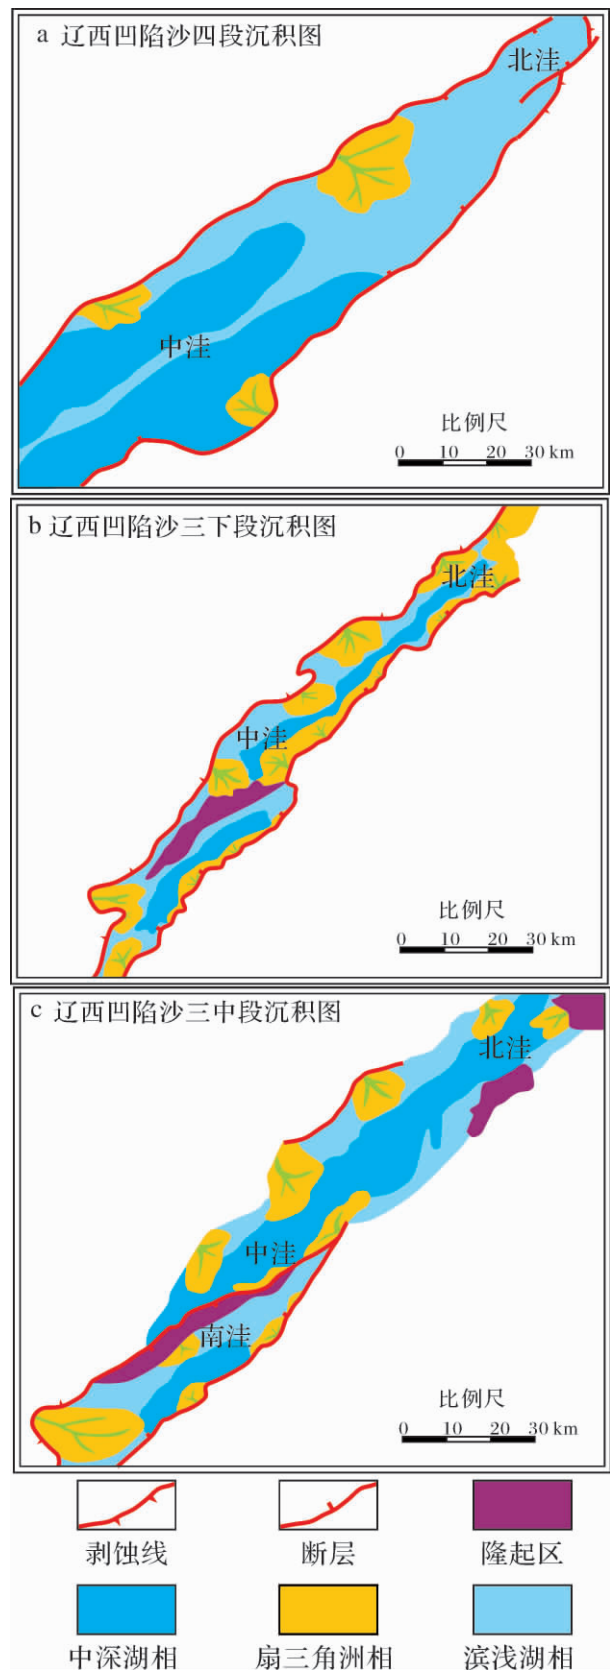 a 辽西凹陷沙四段沉积图
北洼
中洼
比例尺
0 10 20 30 km
b 辽西凹陷沙三下段沉积图
北洼
中洼
比例尺
0 10 20 30 km
c 辽西凹陷沙三中段沉积图
北洼
中洼
南洼
比例尺
0 10 20 30 km
剥蚀线 断层 隆起区
中深湖相 扇三角洲相 滨浅湖相